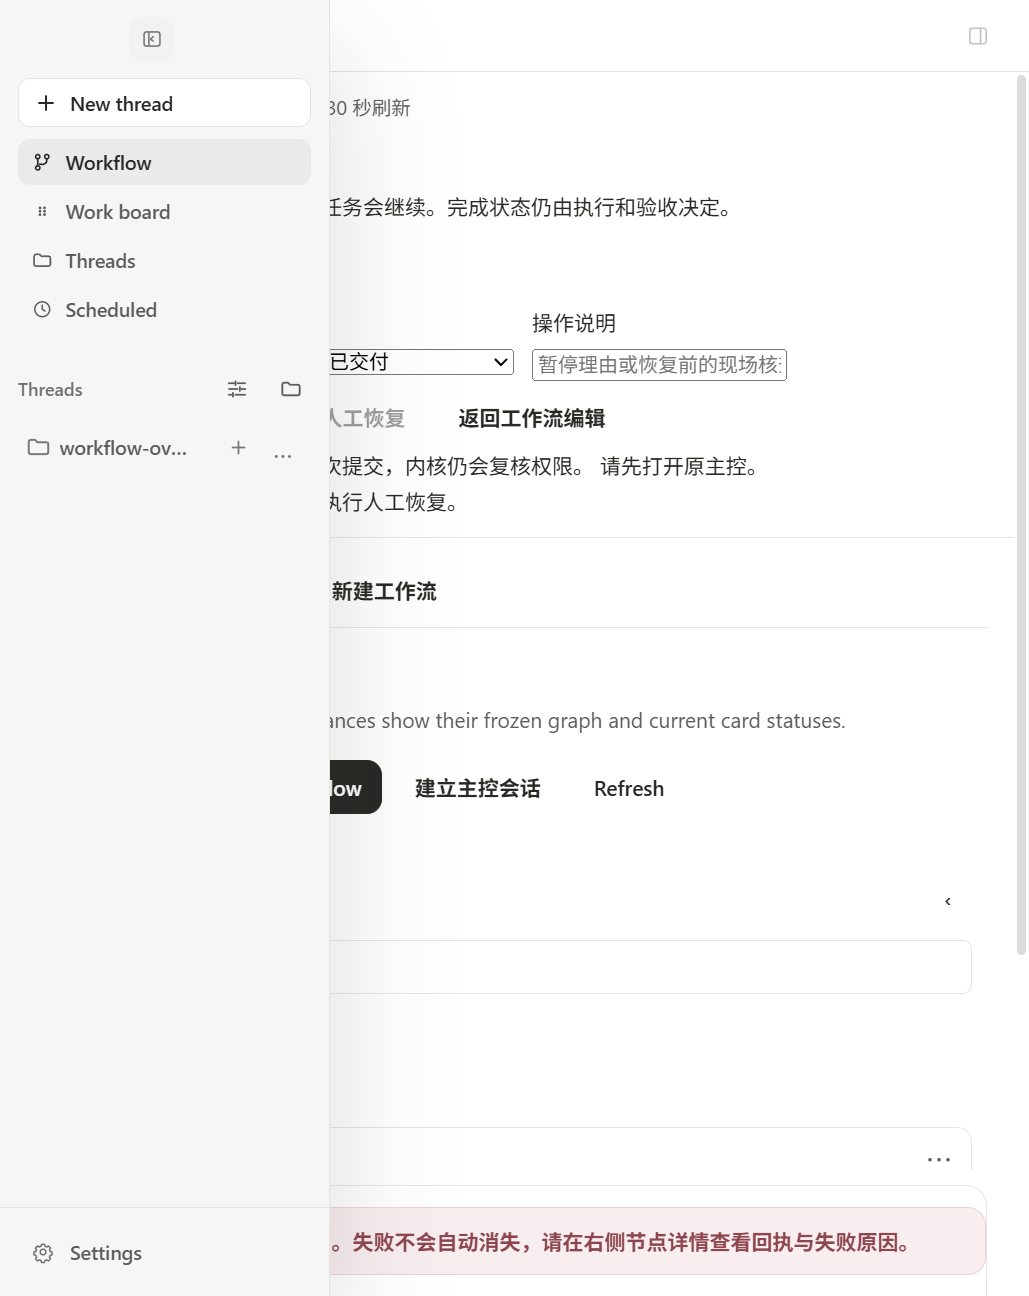 New thread
Workflow
Work board
Threads
Scheduled
Threads
workflow-ov...
Settings
30 秒刷新
任务会继续。完成状态仍由执行和验收决定。
操作说明
已交付
暂停理由或恢复前的现场核
人工恢复
返回工作流编辑
次提交，内核仍会复核权限。 请先打开原主控。
执行人工恢复。
新建工作流
ances show their frozen graph and current card statuses.
low
建立主控会话
Refresh
。失败不会自动消失，请在右侧节点详情查看回执与失败原因。